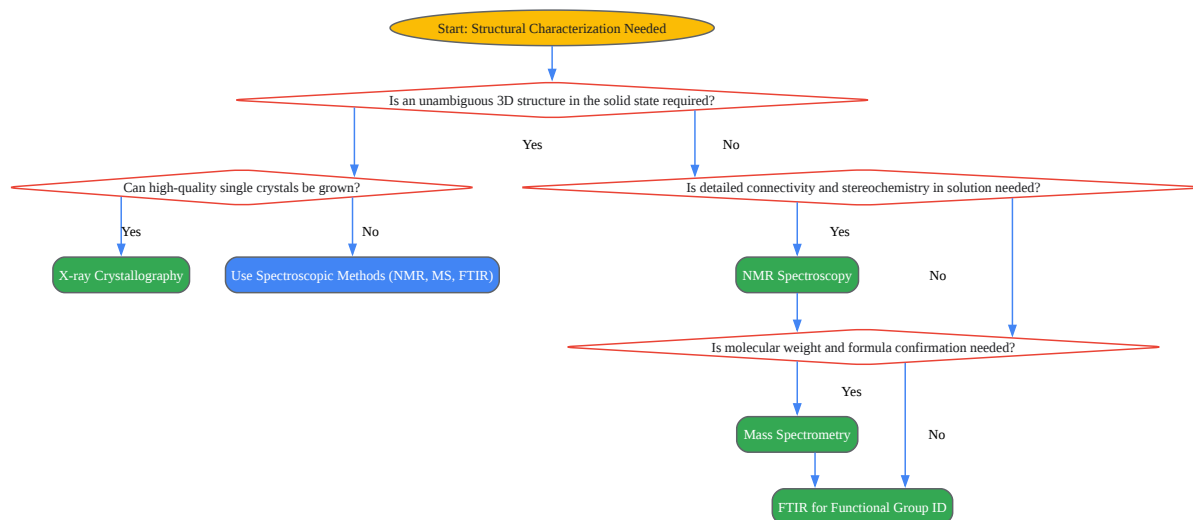 Start: Structural Characterization Needed
Is an unambiguous 3D structure in the solid state required?
Yes
No
Can high-quality single crystals be grown?
Is detailed connectivity and stereochemistry in solution needed?
Yes
No
Yes
X-ray Crystallography
Use Spectroscopic Methods (NMR, MS, FTIR)
NMR Spectroscopy
No
Is molecular weight and formula confirmation needed?
Yes
Mass Spectrometry
No
FTIR for Functional Group ID